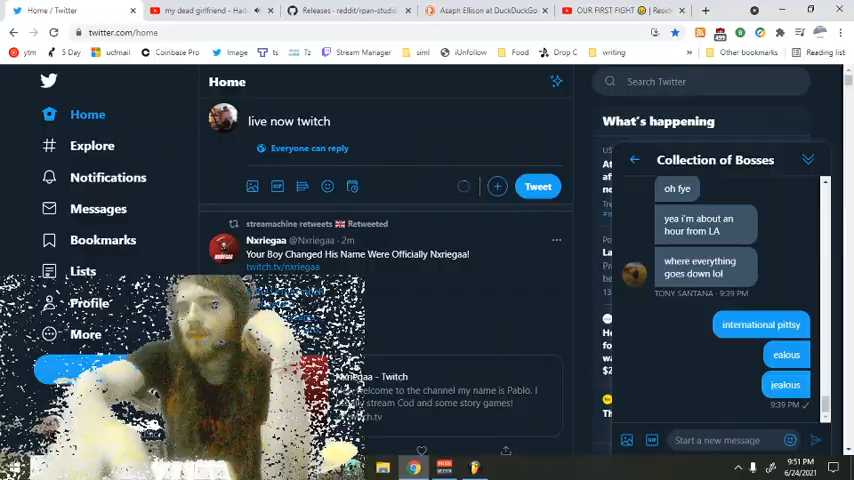 Home / Twitter
my dead girlfriend - Ha
Releases · reddit/rpan-studio
Asaph Ellison at DuckDuckGo
OUR FIRST FIGHT
Resid
twitter.com/home
499
ytm
5 Day
ucfmail
Coinbase Pro
Image
ts
Tz
Stream Manager
siml
iUnfollow
Food
Drop C
writing
Other bookmarks
Reading list
Home
Explore
Notifications
Messages
Bookmarks
Lists
Profile
More
Home
live now twitch
Everyone can reply
GIF
Tweet
streamachine retweets 🇬🇧 Retweeted
Nxriegaa @Nxriegaa · 2m
Your Boy Changed His Name Were Officially Nxriegaa!
twitch.tv/nxriegaa
Nxriegaa - Twitch
welcome to the channel my name is Pablo. I
stream Cod and some story games!
Search Twitter
What's happening
Collection of Bosses
oh fye
yea i'm about an
hour from LA
where everything
goes down lol
TONY SANTANA · 9:39 PM
international pittsy
ealous
jealous
9:39 PM ✓
GIF
Start a new message
9:51 PM
6/24/2021